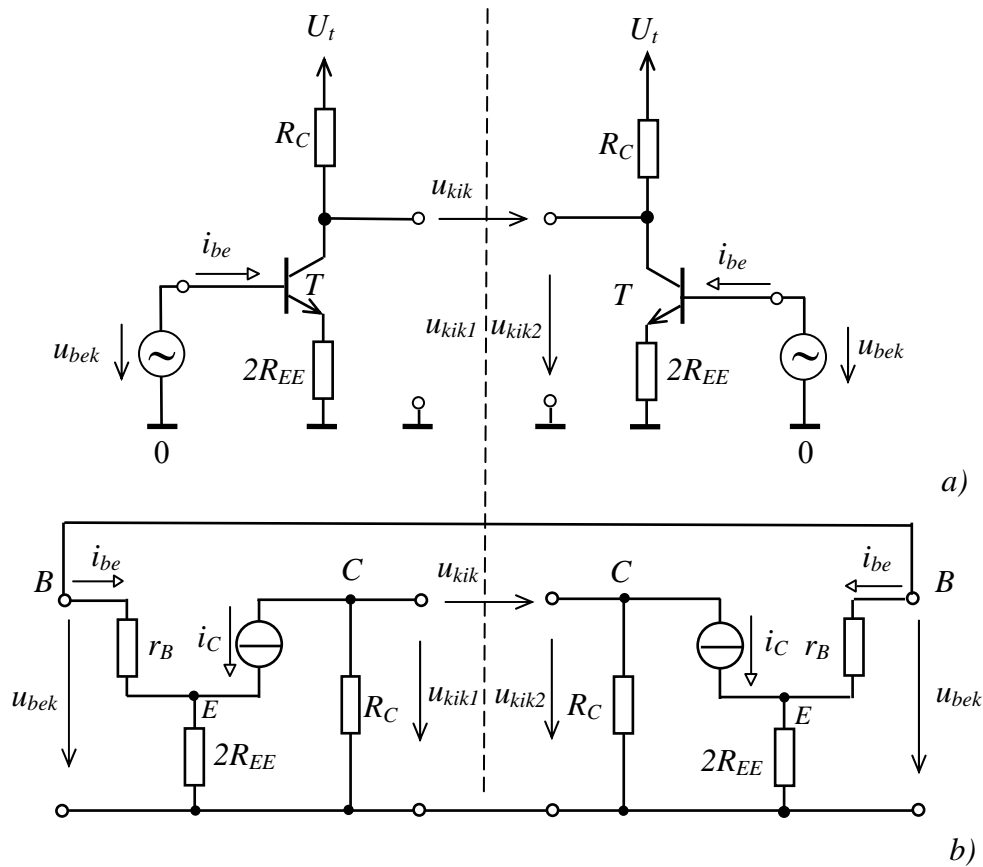 U_t U_t
R_C R_C
u_kik
i_be i_be
T T
u_bek 2R_EE u_kik1 u_kik2 2R_EE u_bek
0 0
a)
B i_be C u_kik C i_be B
r_B i_C i_C r_B
u_bek E R_C u_kik1 u_kik2 R_C E u_bek
2R_EE 2R_EE
b)